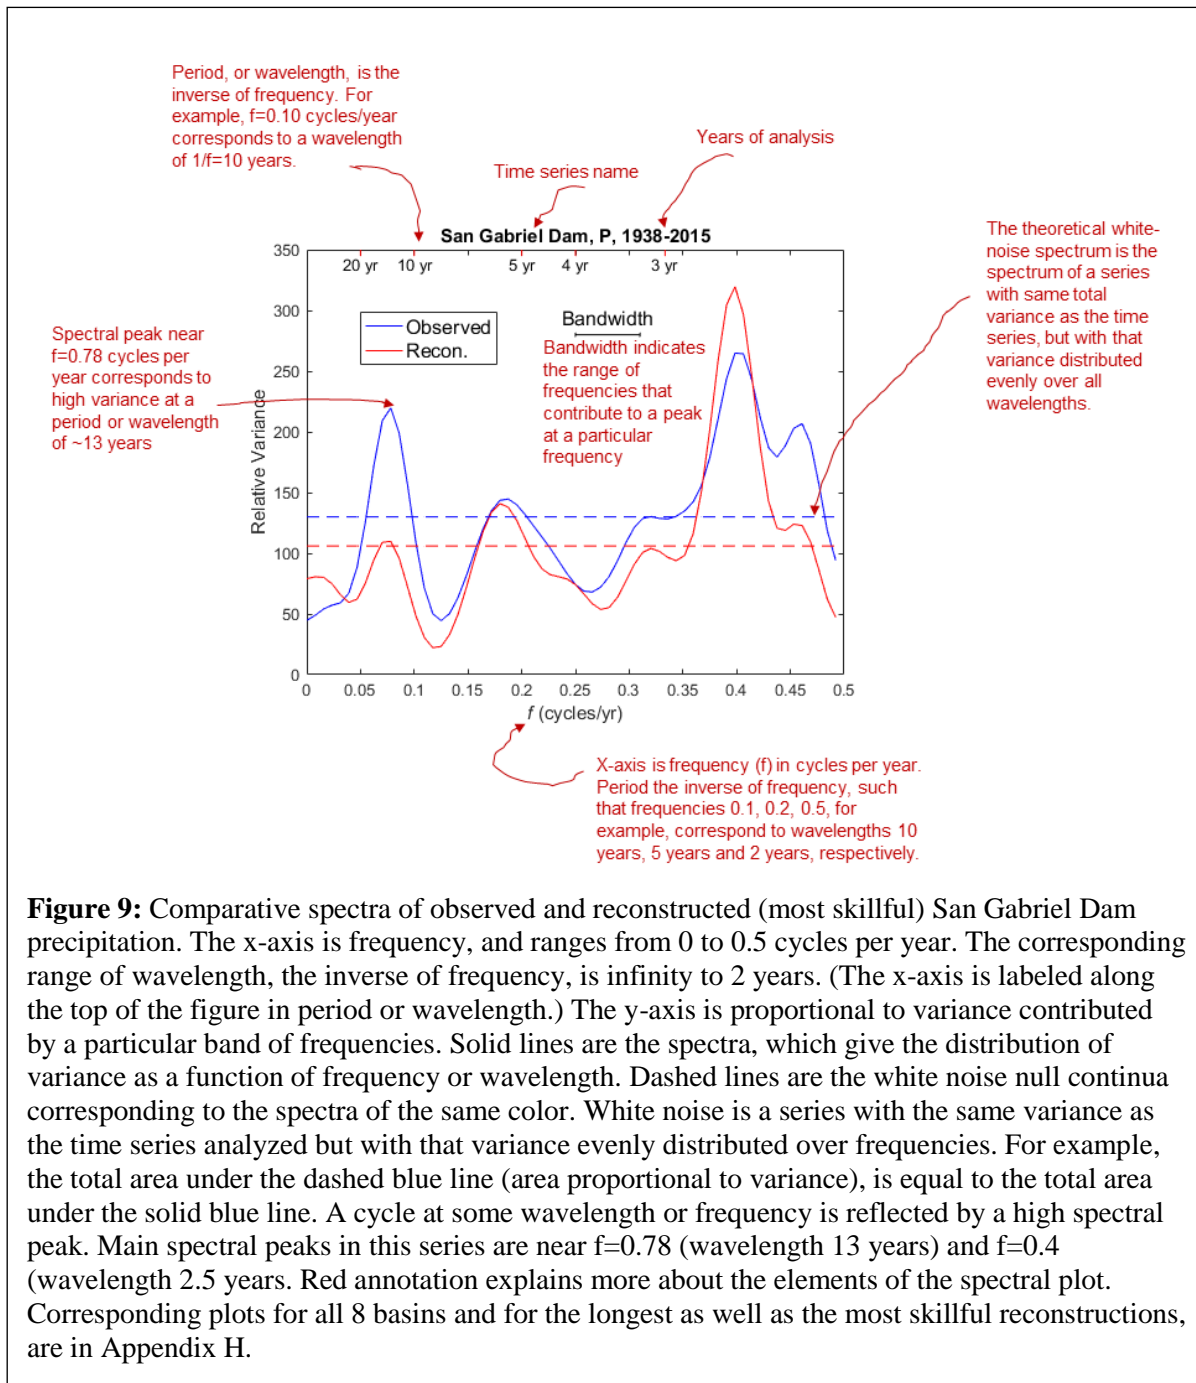 Period, or wavelength, is the
inverse of frequency. For
example, f=0.10 cycles/year
corresponds to a wavelength
of 1/f=10 years.
Years of analysis
Time series name
San Gabriel Dam, P, 1938-2015
The theoretical white-
noise spectrum is the
spectrum of a series
with same total
variance as the time
series, but with that
variance distributed
evenly over all
wavelengths.
20 yr 10 yr 5 yr 4 yr 3 yr
350
300
250
200
150
100
50
0
Relative Variance
Observed
Recon.
Bandwidth
Bandwidth indicates
the range of
frequencies that
contribute to a peak
at a particular
frequency
Spectral peak near
f=0.78 cycles per
year corresponds to
high variance at a
period or wavelength
of ~13 years
0 0.05 0.1 0.15 0.2 0.25 0.3 0.35 0.4 0.45 0.5
f (cycles/yr)
X-axis is frequency (f) in cycles per year.
Period the inverse of frequency, such
that frequencies 0.1, 0.2, 0.5, for
example, correspond to wavelengths 10
years, 5 years and 2 years, respectively.
Figure 9: Comparative spectra of observed and reconstructed (most skillful) San Gabriel Dam
precipitation. The x-axis is frequency, and ranges from 0 to 0.5 cycles per year. The corresponding
range of wavelength, the inverse of frequency, is infinity to 2 years. (The x-axis is labeled along
the top of the figure in period or wavelength.) The y-axis is proportional to variance contributed
by a particular band of frequencies. Solid lines are the spectra, which give the distribution of
variance as a function of frequency or wavelength. Dashed lines are the white noise null continua
corresponding to the spectra of the same color. White noise is a series with the same variance as
the time series analyzed but with that variance evenly distributed over frequencies. For example,
the total area under the dashed blue line (area proportional to variance), is equal to the total area
under the solid blue line. A cycle at some wavelength or frequency is reflected by a high spectral
peak. Main spectral peaks in this series are near f=0.78 (wavelength 13 years) and f=0.4
(wavelength 2.5 years. Red annotation explains more about the elements of the spectral plot.
Corresponding plots for all 8 basins and for the longest as well as the most skillful reconstructions,
are in Appendix H.